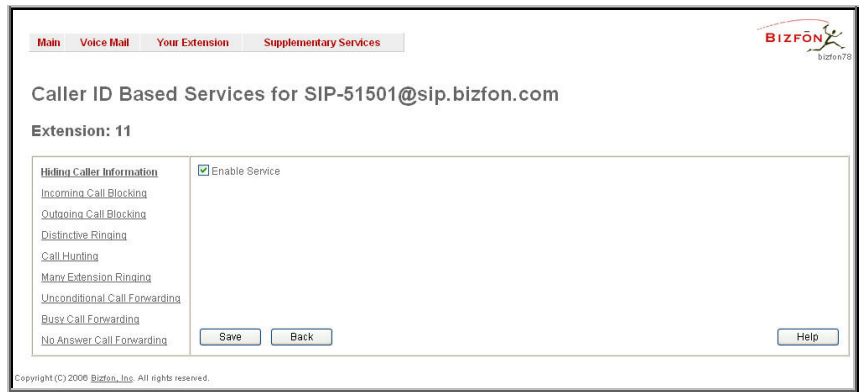 Main Voice Mail Your Extension Supplementary Services
BIZFŌN
bizfon78
Caller ID Based Services for SIP-51501@sip.bizfon.com
Extension: 11
Hiding Caller Information
Enable Service
Incoming Call Blocking
Outgoing Call Blocking
Distinctive Ringing
Call Hunting
Many Extension Ringing
Unconditional Call Forwarding
Busy Call Forwarding
No Answer Call Forwarding
Save Back Help
Copyright (C) 2006 Bizfon, Inc. All rights reserved.